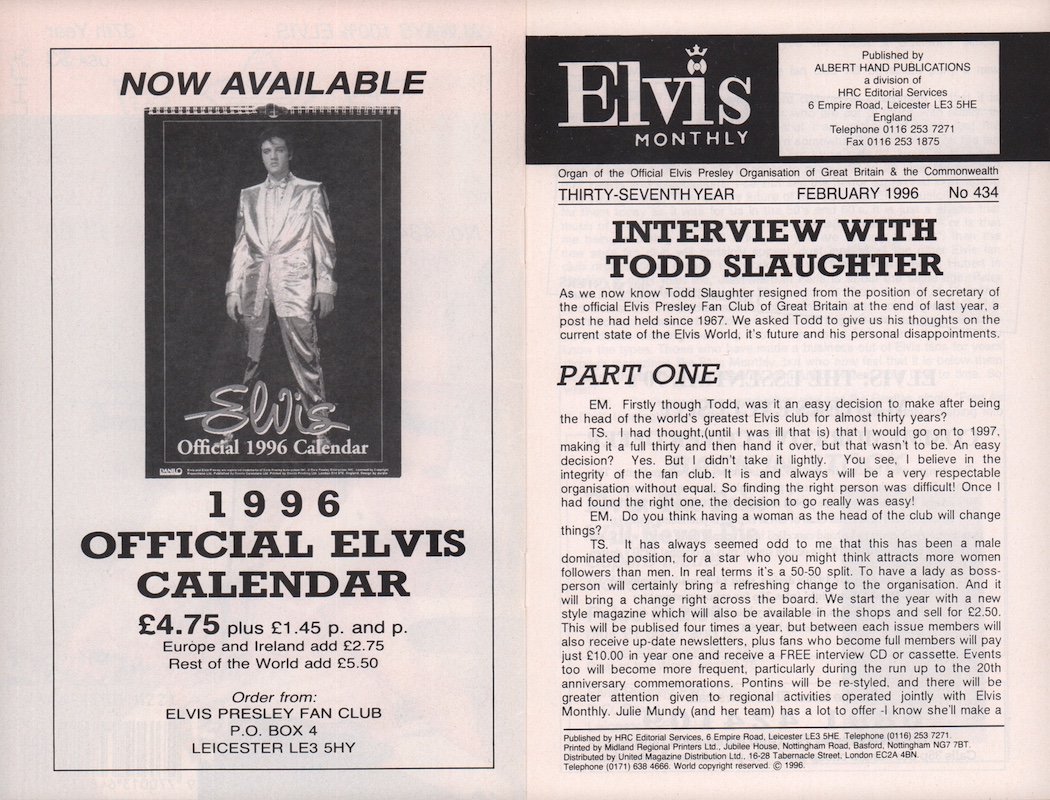 NOW AVAILABLE
Elvis
Official 1996 Calendar
DANILO
1996
OFFICIAL ELVIS
CALENDAR
£4.75 plus £1.45 p. and p.
Europe and Ireland add £2.75
Rest of the World add £5.50
Order from:
ELVIS PRESLEY FAN CLUB
P.O. BOX 4
LEICESTER LE3 5HY
Elvis
MONTHLY
Published by
ALBERT HAND PUBLICATIONS
a division of
HRC Editorial Services
6 Empire Road, Leicester LE3 5HE
England
Telephone 0116 253 7271
Fax 0116 253 1875
Organ of the Official Elvis Presley Organisation of Great Britain & the Commonwealth
THIRTY-SEVENTH YEAR FEBRUARY 1996 No 434
INTERVIEW WITH
TODD SLAUGHTER
As we now know Todd Slaughter resigned from the position of secretary of
the official Elvis Presley Fan Club of Great Britain at the end of last year, a
post he had held since 1967. We asked Todd to give us his thoughts on the
current state of the Elvis World, it's future and his personal disappointments.
PART ONE
EM. Firstly though Todd, was it an easy decision to make after being
the head of the world's greatest Elvis club for almost thirty years?
TS. I had thought,(until I was ill that is) that I would go on to 1997,
making it a full thirty and then hand it over, but that wasn't to be. An easy
decision? Yes. But I didn't take it lightly. You see, I believe in the
integrity of the fan club. It is and always will be a very respectable
organisation without equal. So finding the right person was difficult! Once I
had found the right one, the decision to go really was easy!
EM. Do you think having a woman as the head of the club will change
things?
TS. It has always seemed odd to me that this has been a male
dominated position, for a star who you might think attracts more women
followers than men. In real terms it's a 50-50 split. To have a lady as boss-
person will certainly bring a refreshing change to the organisation. And it
will bring a change right across the board. We start the year with a new
style magazine which will also be available in the shops and sell for £2.50.
This will be publised four times a year, but between each issue members will
also receive up-date newsletters, plus fans who become full members will pay
just £10.00 in year one and receive a FREE interview CD or cassette. Events
too will become more frequent, particularly during the run up to the 20th
anniversary commemorations. Pontins will be re-styled, and there will be
greater attention given to regional activities operated jointly with Elvis
Monthly. Julie Mundy (and her team) has a lot to offer -I know she'll make a
Published by HRC Editorial Services, 6 Empire Road, Leicester LE3 5HE Telephone (0116) 253 7271.
Printed by Midland Regional Printers Ltd., Jubilee House, Nottingham Road, Basford, Nottingham NG7 7BT.
Distributed by United Magazine Distribution Ltd., 16-28 Tabernacle Street, London EC2A 4BN.
Telephone (0171) 638 4666. World copyright reserved. © 1996.